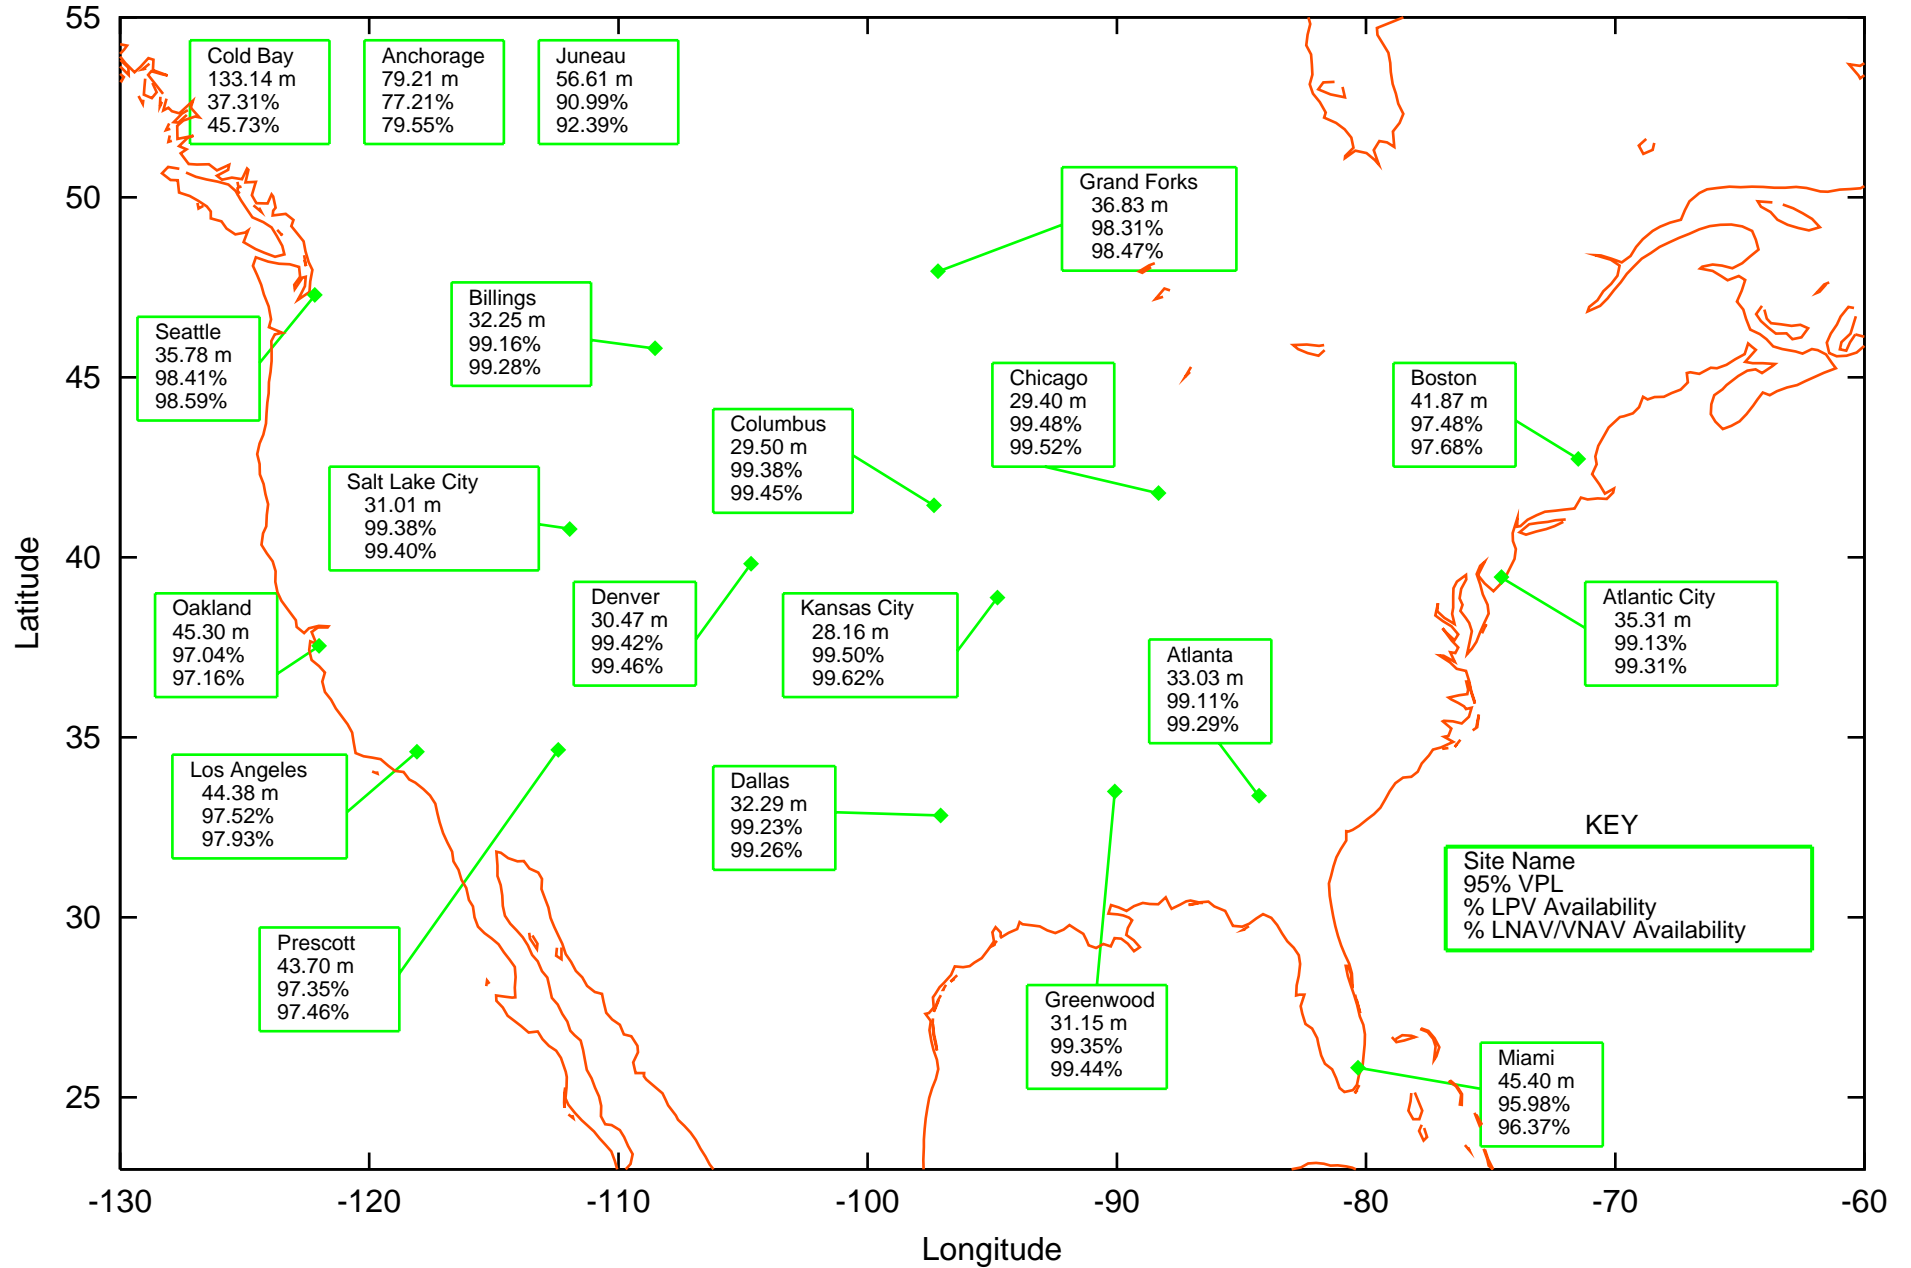 55
Cold Bay
133.14 m
37.31%
45.73%
Anchorage
79.21 m
77.21%
79.55%
Juneau
56.61 m
90.99%
92.39%
50
Grand Forks
36.83 m
98.31%
98.47%
Billings
32.25 m
99.16%
99.28%
Seattle
35.78 m
98.41%
98.59%
45
Chicago
29.40 m
99.48%
99.52%
Boston
41.87 m
97.48%
97.68%
Columbus
29.50 m
99.38%
99.45%
Salt Lake City
31.01 m
99.38%
99.40%
40
Latitude
Oakland
45.30 m
97.04%
97.16%
Denver
30.47 m
99.42%
99.46%
Kansas City
28.16 m
99.50%
99.62%
Atlantic City
35.31 m
99.13%
99.31%
Atlanta
33.03 m
99.11%
99.29%
35
Los Angeles
44.38 m
97.52%
97.93%
Dallas
32.29 m
99.23%
99.26%
KEY
Site Name
95% VPL
% LPV Availability
% LNAV/VNAV Availability
30
Prescott
43.70 m
97.35%
97.46%
Greenwood
31.15 m
99.35%
99.44%
Miami
45.40 m
95.98%
96.37%
25
-130
-120
-110
-100
-90
-80
-70
-60
Longitude